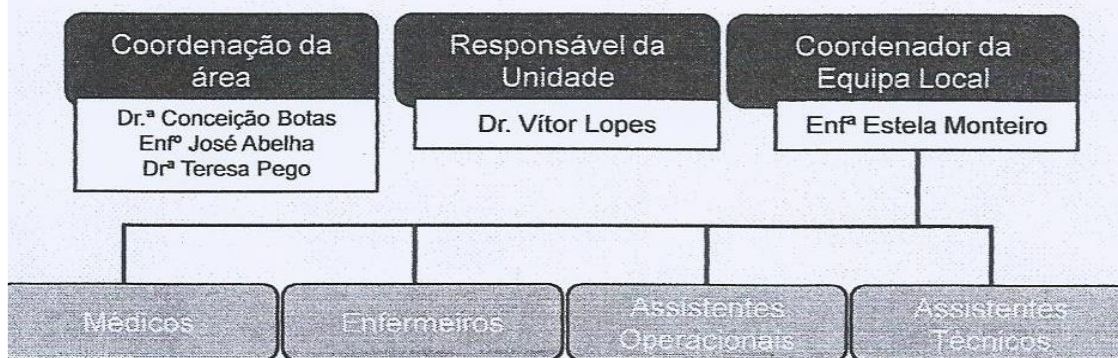 Coordenação da
área
Dr.ª Conceição Botas
Enfº José Abelha
Drª Teresa Pego
Responsável da
Unidade
Dr. Vítor Lopes
Coordenador da
Equipa Local
Enfª Estela Monteiro
Médicos
Enfermeiros
Assistentes
Operacionais
Assistentes
Técnicos